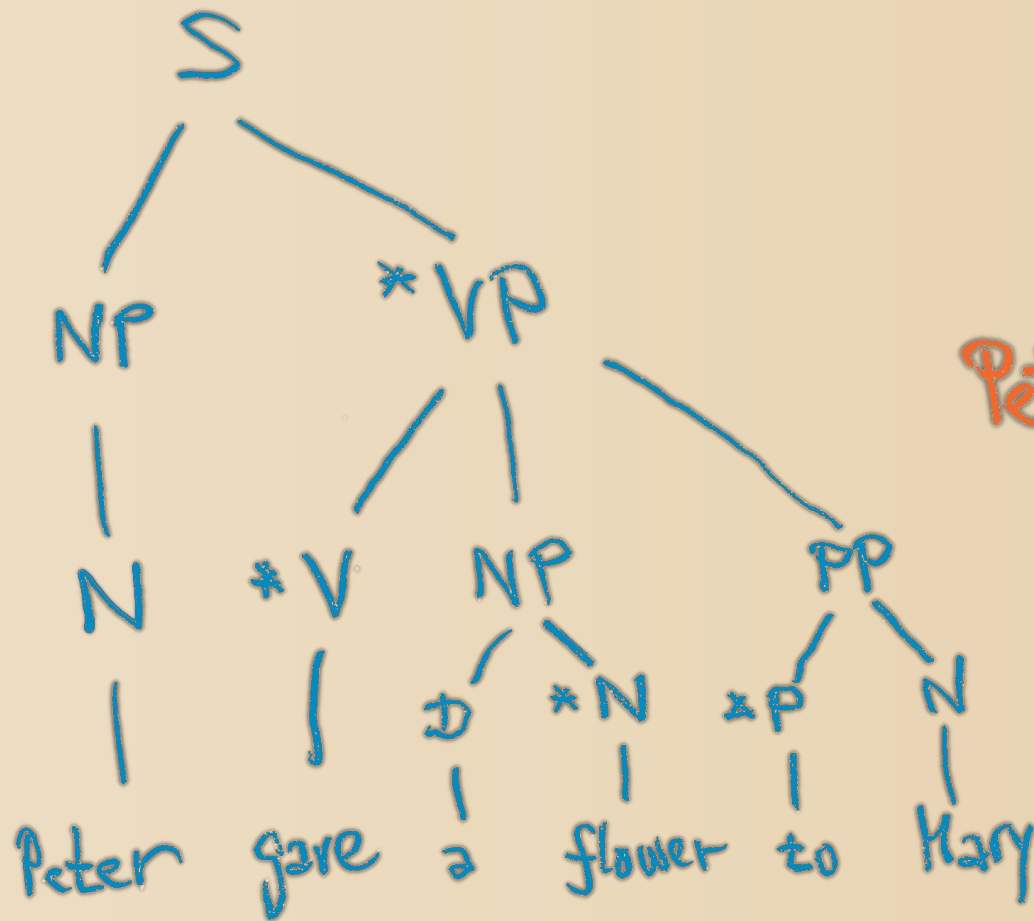 S
NP *VP
N *V NP PP
D *N *P N
Peter gave a flower to Mary